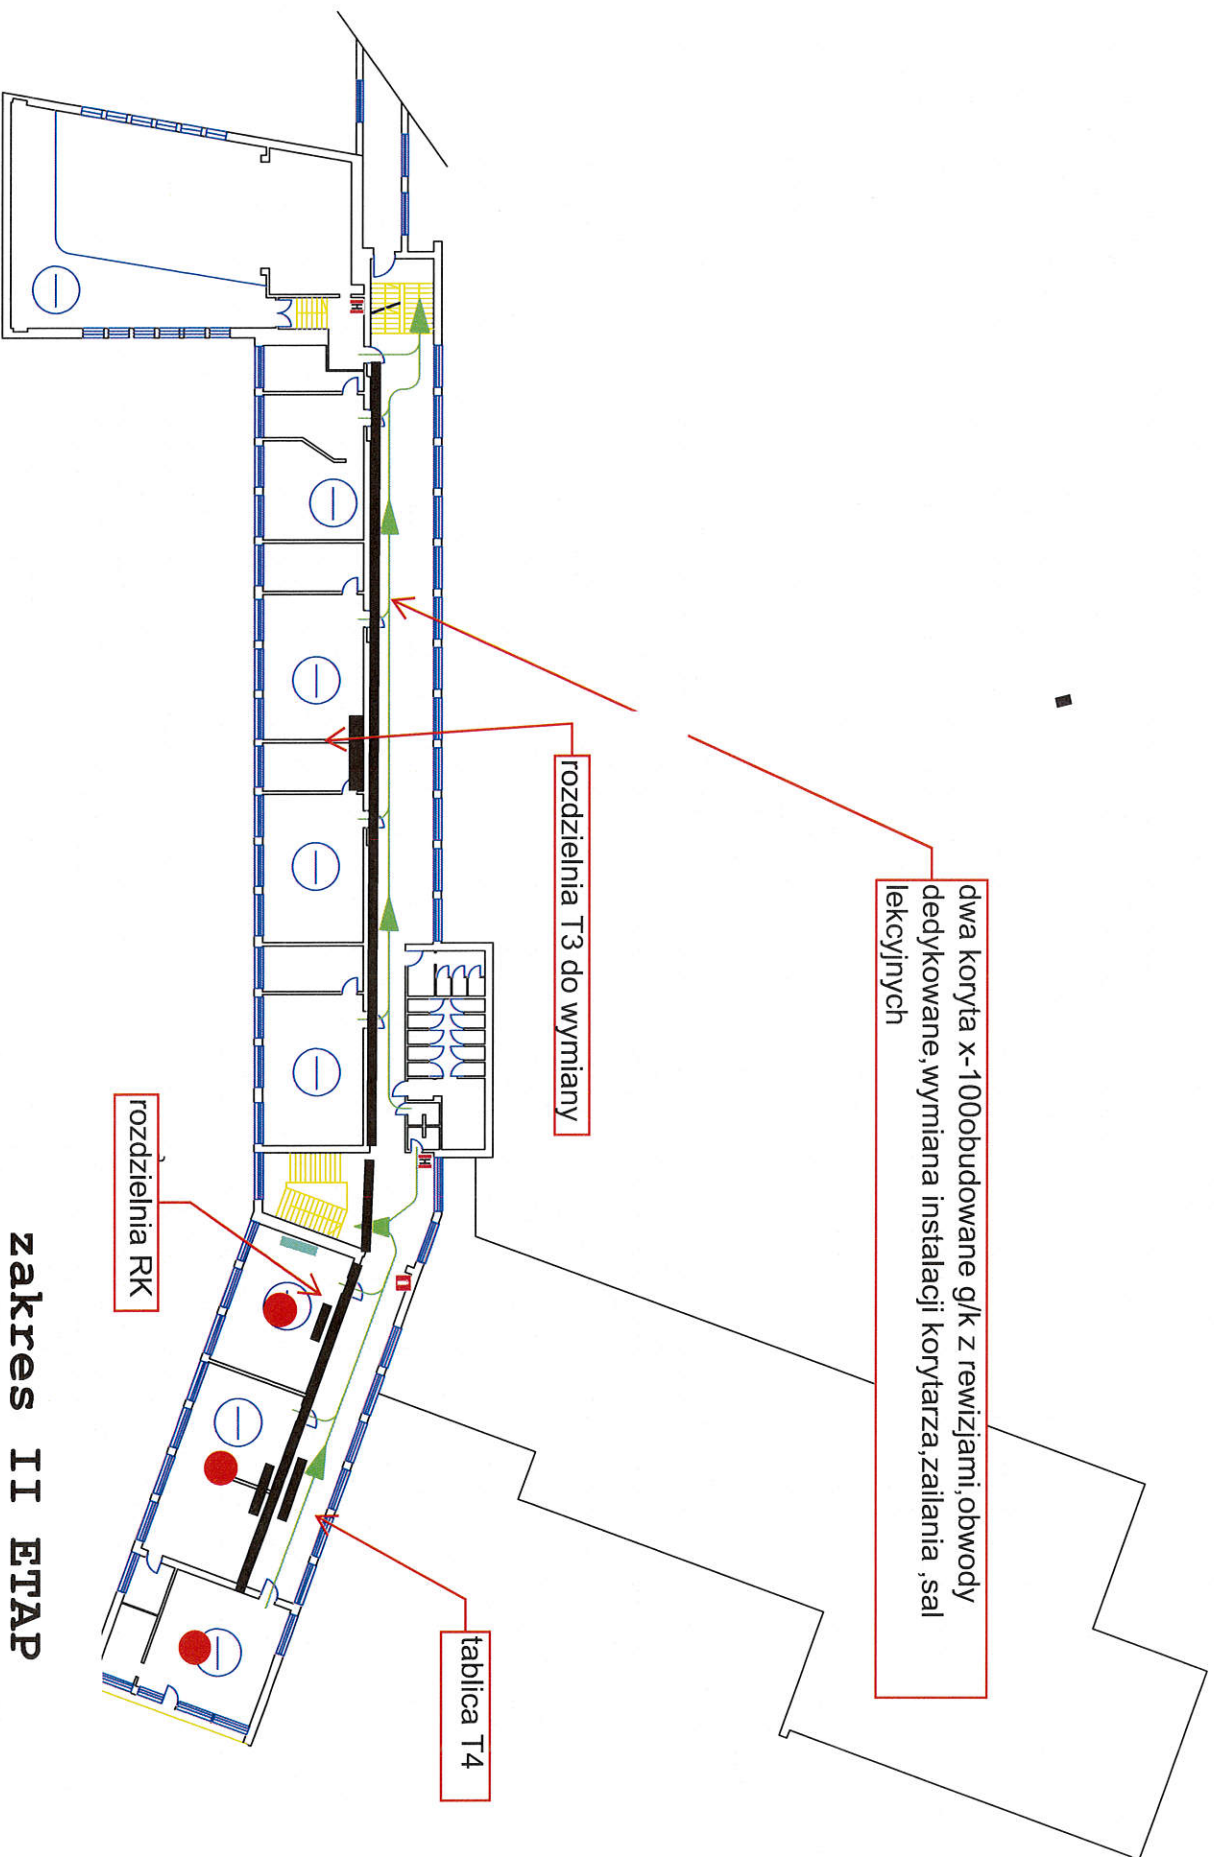 dwa koryta x-100obudowane g/k z rewizjami,obwody
dedykowane,wymiana instalacji korytarza,zailania ,sal
lekcyjnych
rozdzielnia T3 do wymiany
tablica T4
rozdzielnia RK
zakres II ETAP